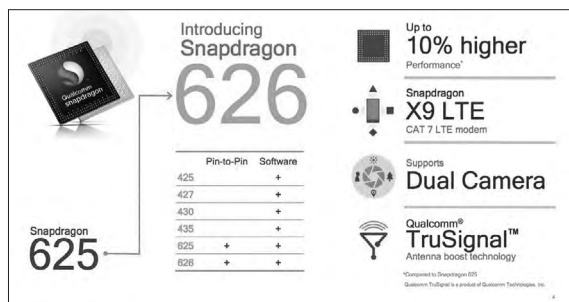 Qualcomm
snapdragon
Snapdragon
625
Introducing
Snapdragon
626
Pin-to-Pin Software
425 +
427 +
430 +
435 +
625 + +
626 + +
Up to
10% higher
Performance*
Snapdragon
X9 LTE
CAT 7 LTE modem
Supports
Dual Camera
Qualcomm®
TruSignal™
Antenna boost technology
*Compared to Snapdragon 625
Qualcomm TruSignal is a product of Qualcomm Technologies, Inc.
4